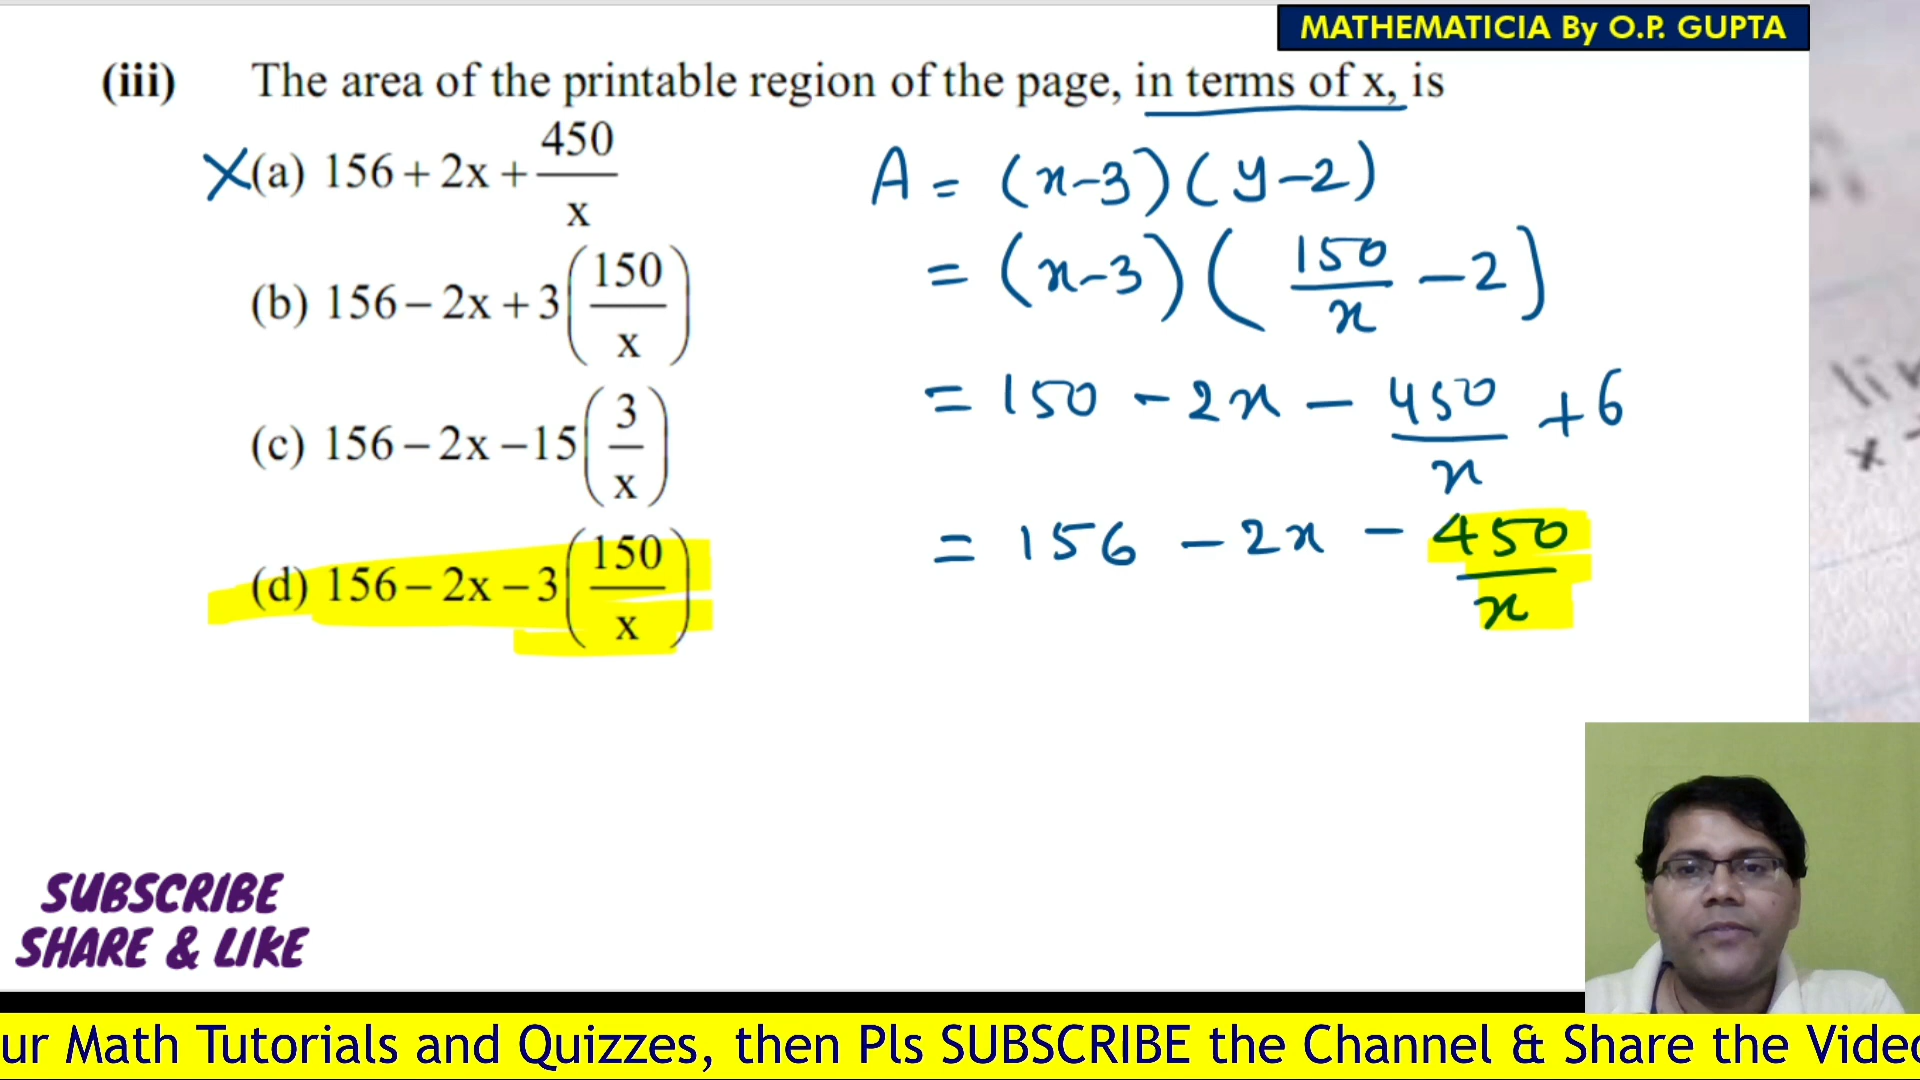 MATHEMATICIA By O.P. GUPTA
(iii) The area of the printable region of the page, in terms of x, is
X(a) 156 + 2x + 450/x
(b) 156 – 2x + 3(150/x)
(c) 156 – 2x – 15(3/x)
(d) 156 – 2x – 3(150/x)
A = (x-3)(y-2)
= (x-3)(150/x - 2)
= 150 - 2x - 450/x + 6
= 156 - 2x - 450/x
SUBSCRIBE
SHARE & LIKE
ur Math Tutorials and Quizzes, then Pls SUBSCRIBE the Channel & Share the Video